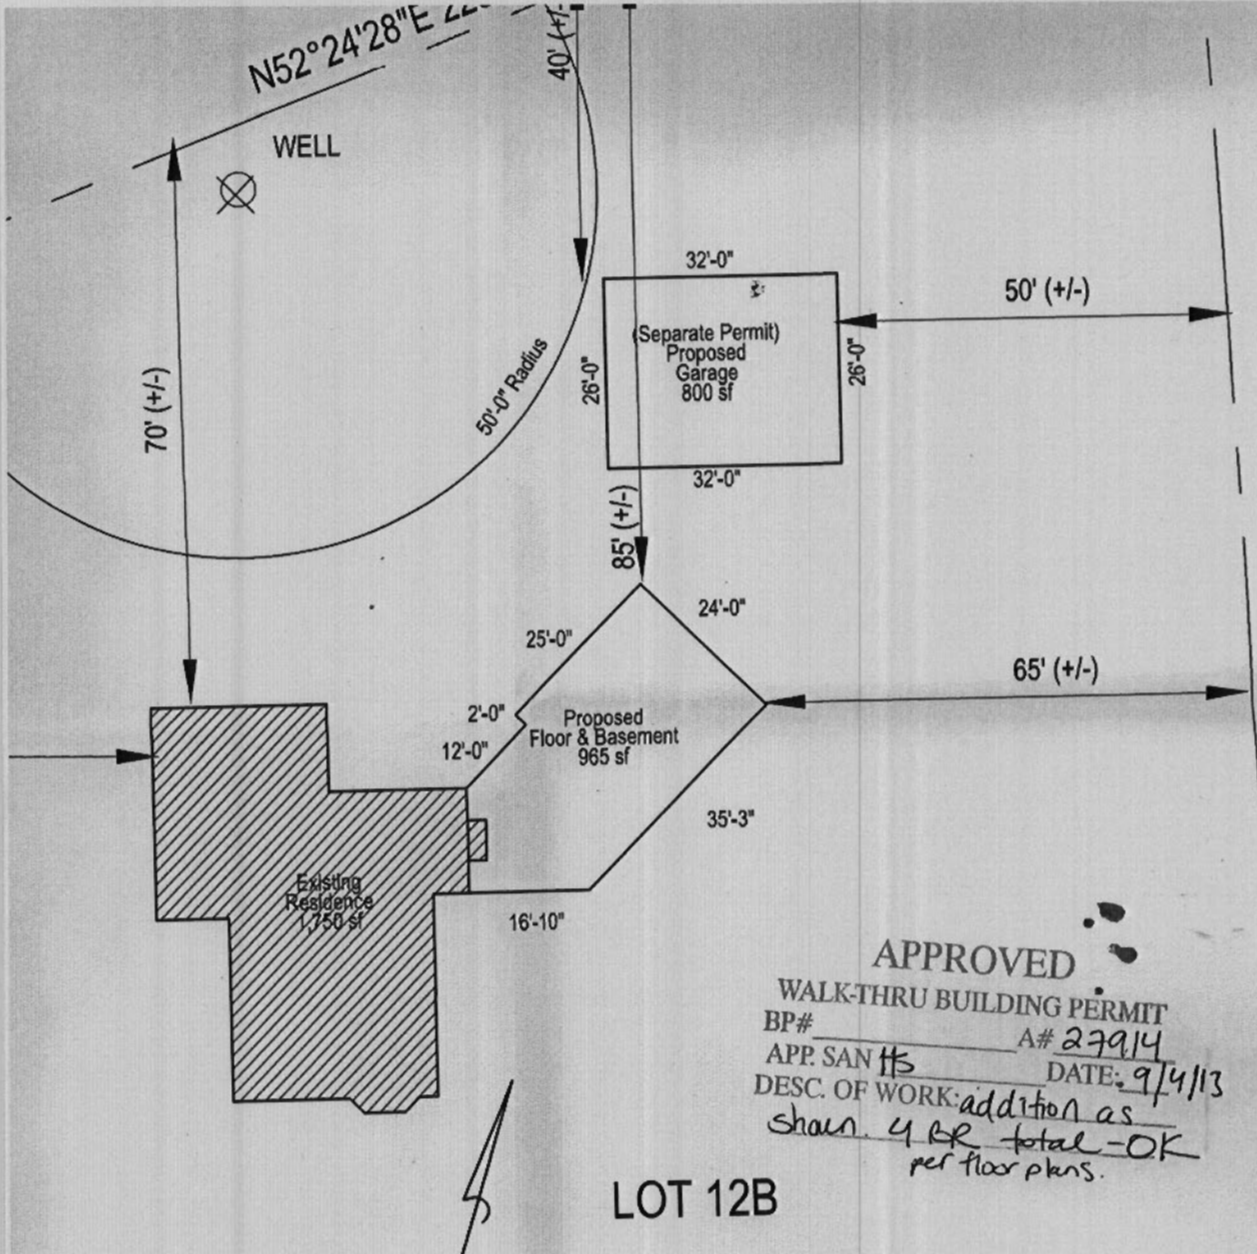 N52°24'28"E
40' (+/-
WELL
32'-0"
50' (+/-)
(Separate Permit)
Proposed
Garage
800 sf
26'-0"
26'-0"
50'-0" Radius
70' (+/-)
32'-0"
85' (+/-)
24'-0"
25'-0"
65' (+/-)
2'-0"
Proposed
Floor & Basement
965 sf
12'-0"
35'-3"
Existing
Residence
1,750 sf
16'-10"
APPROVED
WALK-THRU BUILDING PERMIT
BP# A# 27914
APP. SAN HS DATE: 9/4/13
DESC. OF WORK: addition as
shown. 4 BR total - OK
per floor plans.
LOT 12B